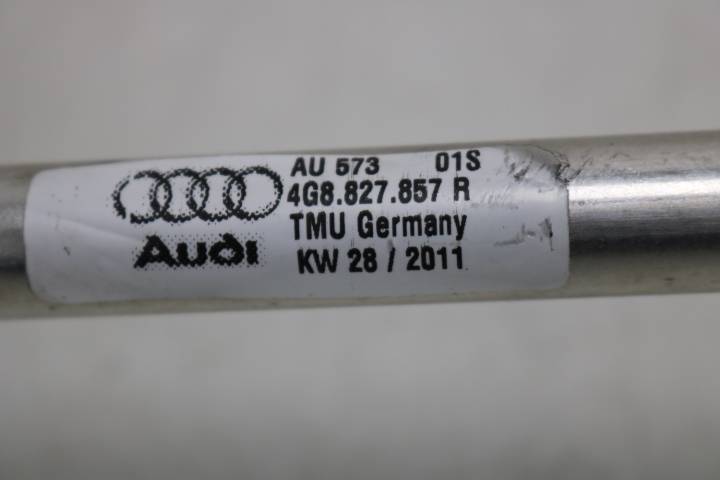 AU 573 01S
4G8.827.857 R
TMU Germany
Audi
KW 28 / 2011